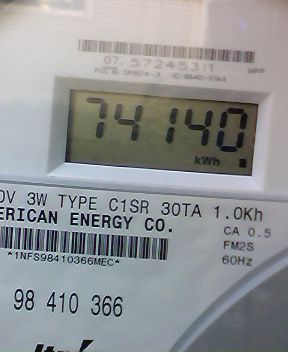 07 57245311
74140
kWh
0V 3W TYPE C1SR 30TA 1.0Kh
ERICAN ENERGY CO.
CA 0.5
FM2S
60Hz
*1NFS98410366MEC*
98 410 366